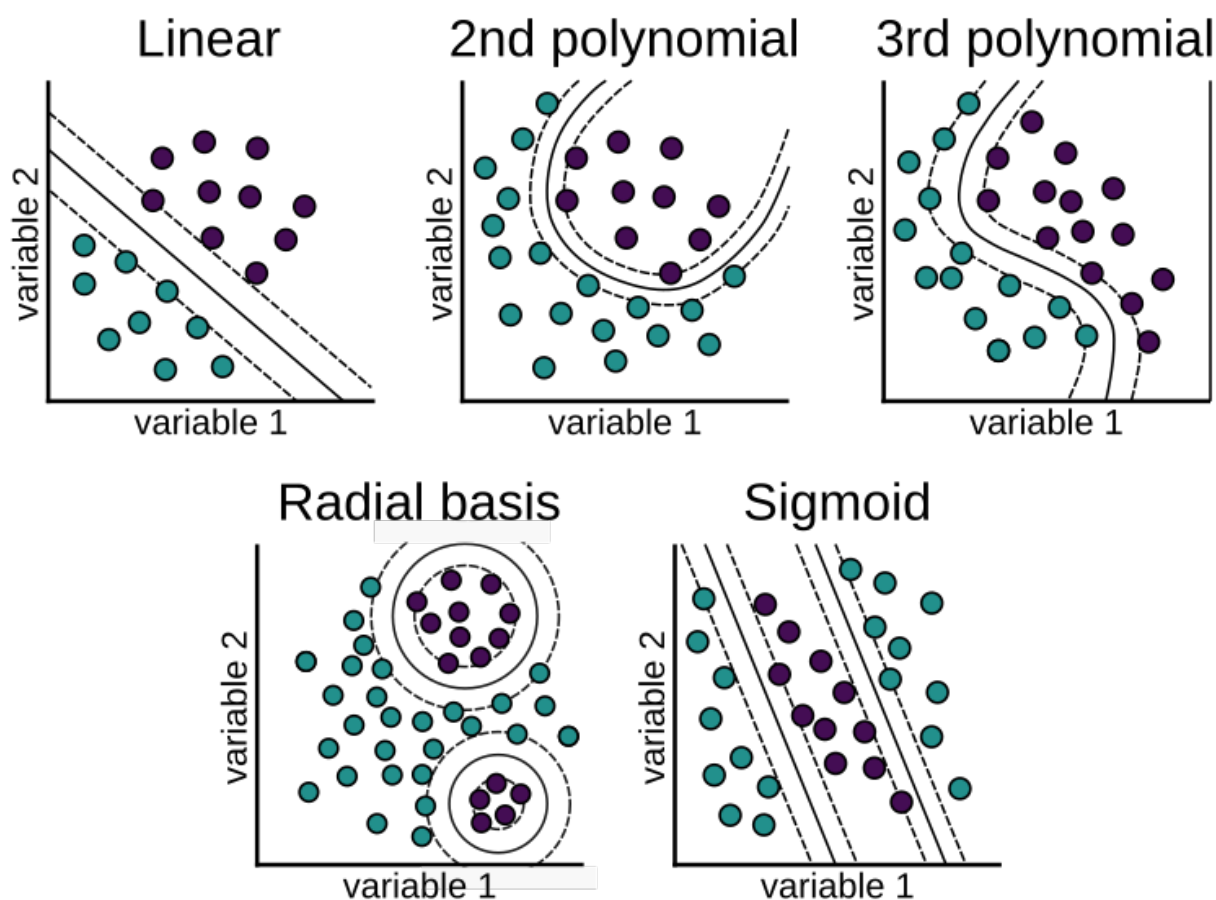 Linear
2nd polynomial
3rd polynomial
variable 2
variable 2
variable 2
variable 1
variable 1
variable 1
Radial basis
Sigmoid
variable 2
variable 2
variable 1
variable 1